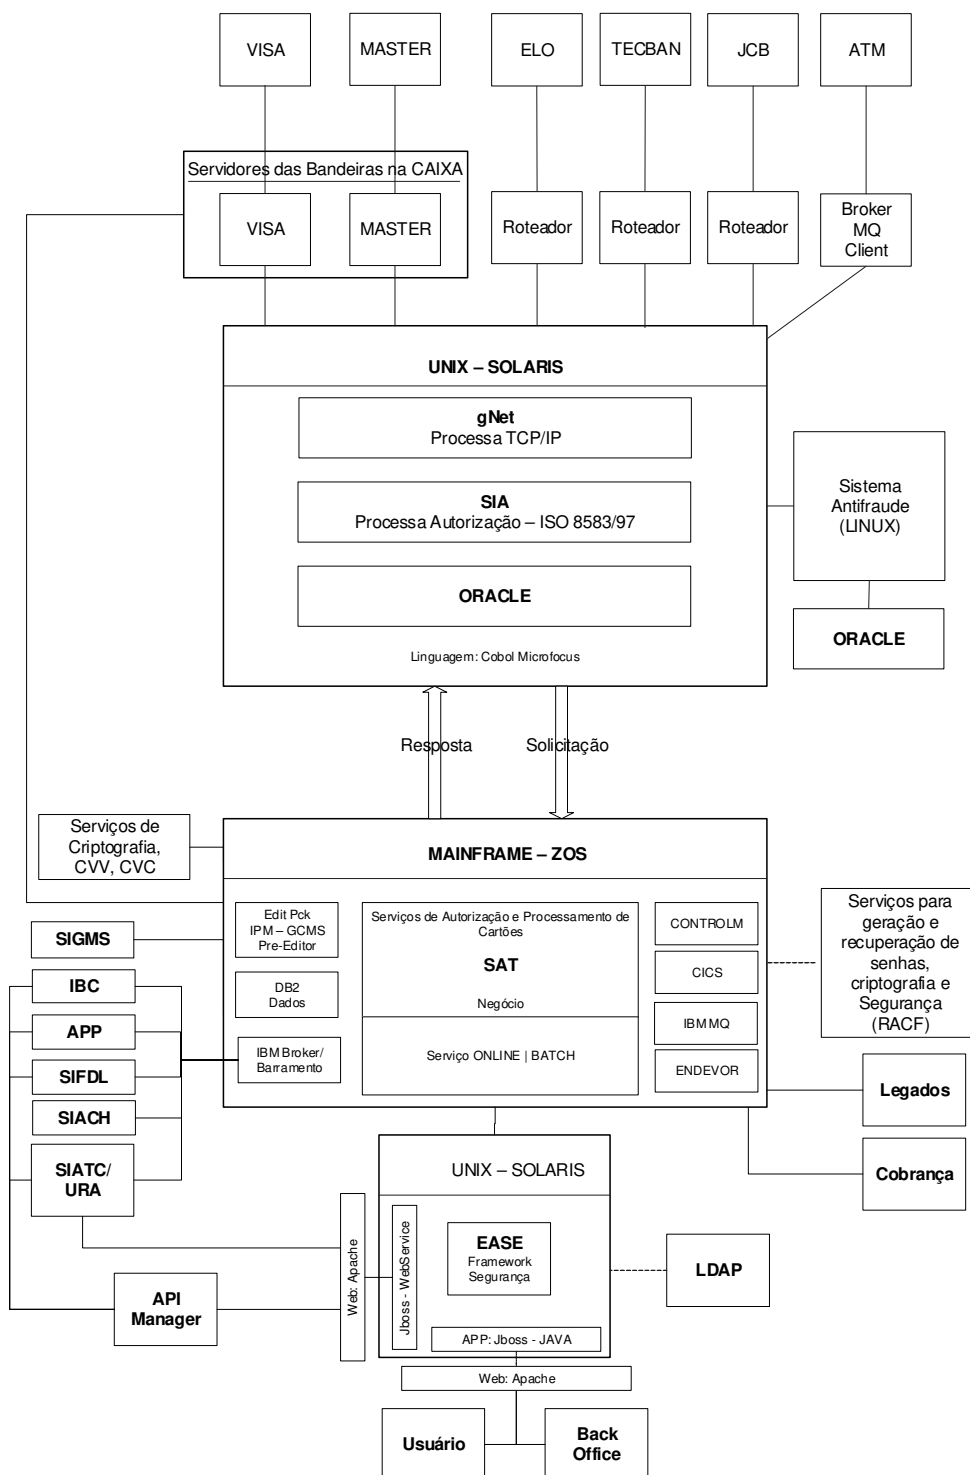 VISA
MASTER
ELO
TECBAN
JCB
ATM
Servidores das Bandeiras na CAIXA
VISA
MASTER
Roteador
Roteador
Roteador
Broker
MQ
Client
UNIX – SOLARIS
gNet
Processa TCP/IP
SIA
Processa Autorização – ISO 8583/97
ORACLE
Linguagem: Cobol Microfocus
Sistema
Antifraude
(LINUX)
ORACLE
Resposta
Solicitação
Serviços de
Criptografia,
CVV, CVC
MAINFRAME – ZOS
Edit Pck
IPM – GCMS
Pre-Editor
DB2
Dados
IBM Broker/
Barramento
Serviços de Autorização e Processamento de
Cartões
SAT
Negócio
Serviço ONLINE | BATCH
CONTROLM
CICS
IBM MQ
ENDEVOR
Serviços para
geração e
recuperação de
senhas,
criptografia e
Segurança
(RACF)
SIGMS
IBC
APP
SIFDL
SIACH
SIATC/
URA
Legados
Cobrança
UNIX – SOLARIS
Web: Apache
Jboss - WebService
EASE
Framework
Segurança
LDAP
API
Manager
APP: Jboss - JAVA
Web: Apache
Usuário
Back
Office